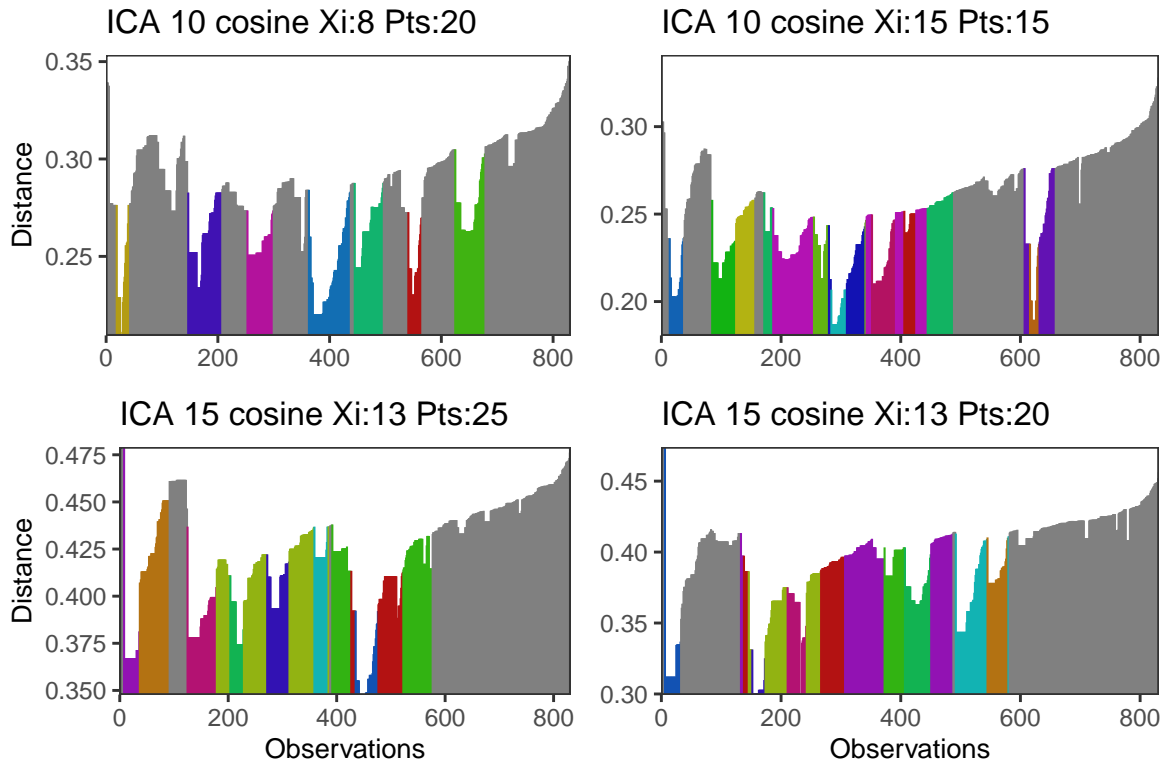 ICA 10 cosine Xi:8 Pts:20
0.35
0.30
0.25
Distance
0 200 400 600 800
ICA 10 cosine Xi:15 Pts:15
0.30
0.25
0.20
0 200 400 600 800
ICA 15 cosine Xi:13 Pts:25
0.475
0.450
0.425
0.400
0.375
0.350
Distance
0 200 400 600 800
Observations
ICA 15 cosine Xi:13 Pts:20
0.45
0.40
0.35
0.30
0 200 400 600 800
Observations